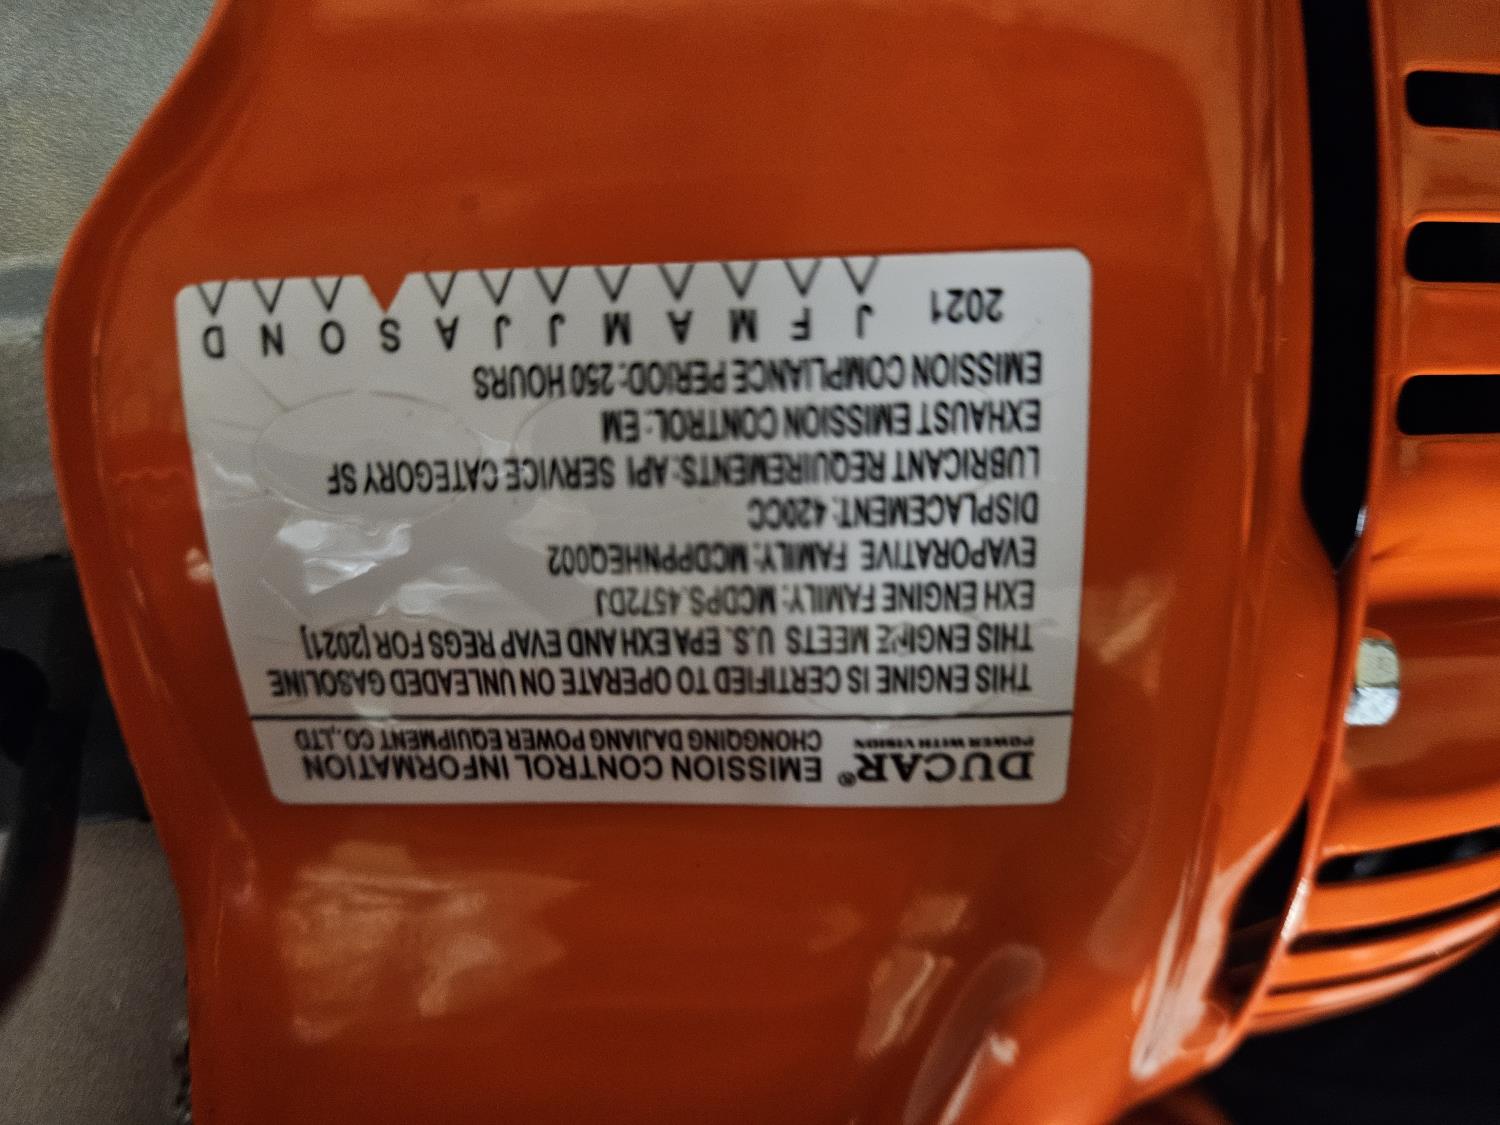 DUCAR® EMISSION CONTROL INFORMATION
POWER WITH VISION CHONGQING DAJIANG POWER EQUIPMENT CO.,LTD
THIS ENGINE IS CERTIFIED TO OPERATE ON UNLEADED GASOLINE
THIS ENGINE MEETS U.S. EPA EXH AND EVAP REGS FOR [2021]
EXH ENGINE FAMILY: MCDPS.4572DJ
EVAPORATIVE FAMILY: MCDPPNHEQ002
DISPLACEMENT: 420CC
LUBRICANT REQUIREMENTS: API SERVICE CATEGORY SF
EXHAUST EMISSION CONTROL: EM
EMISSION COMPLIANCE PERIOD: 250 HOURS
2021 J F M A M J J A S O N D